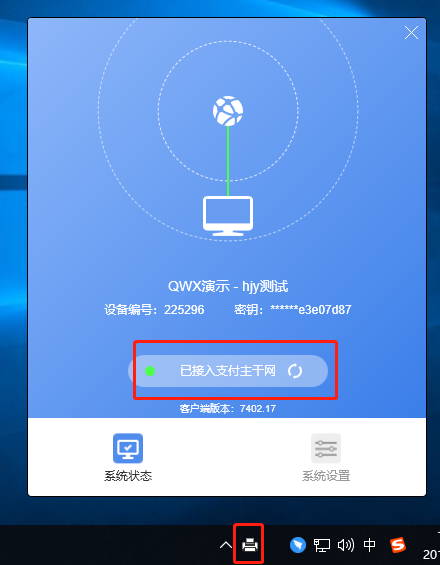 QWX演示 - hjy测试
设备编号：225296 密钥：******e3e07d87
已接入支付主干网
客户端版本：7402.17
系统状态 系统设置
中
S
201